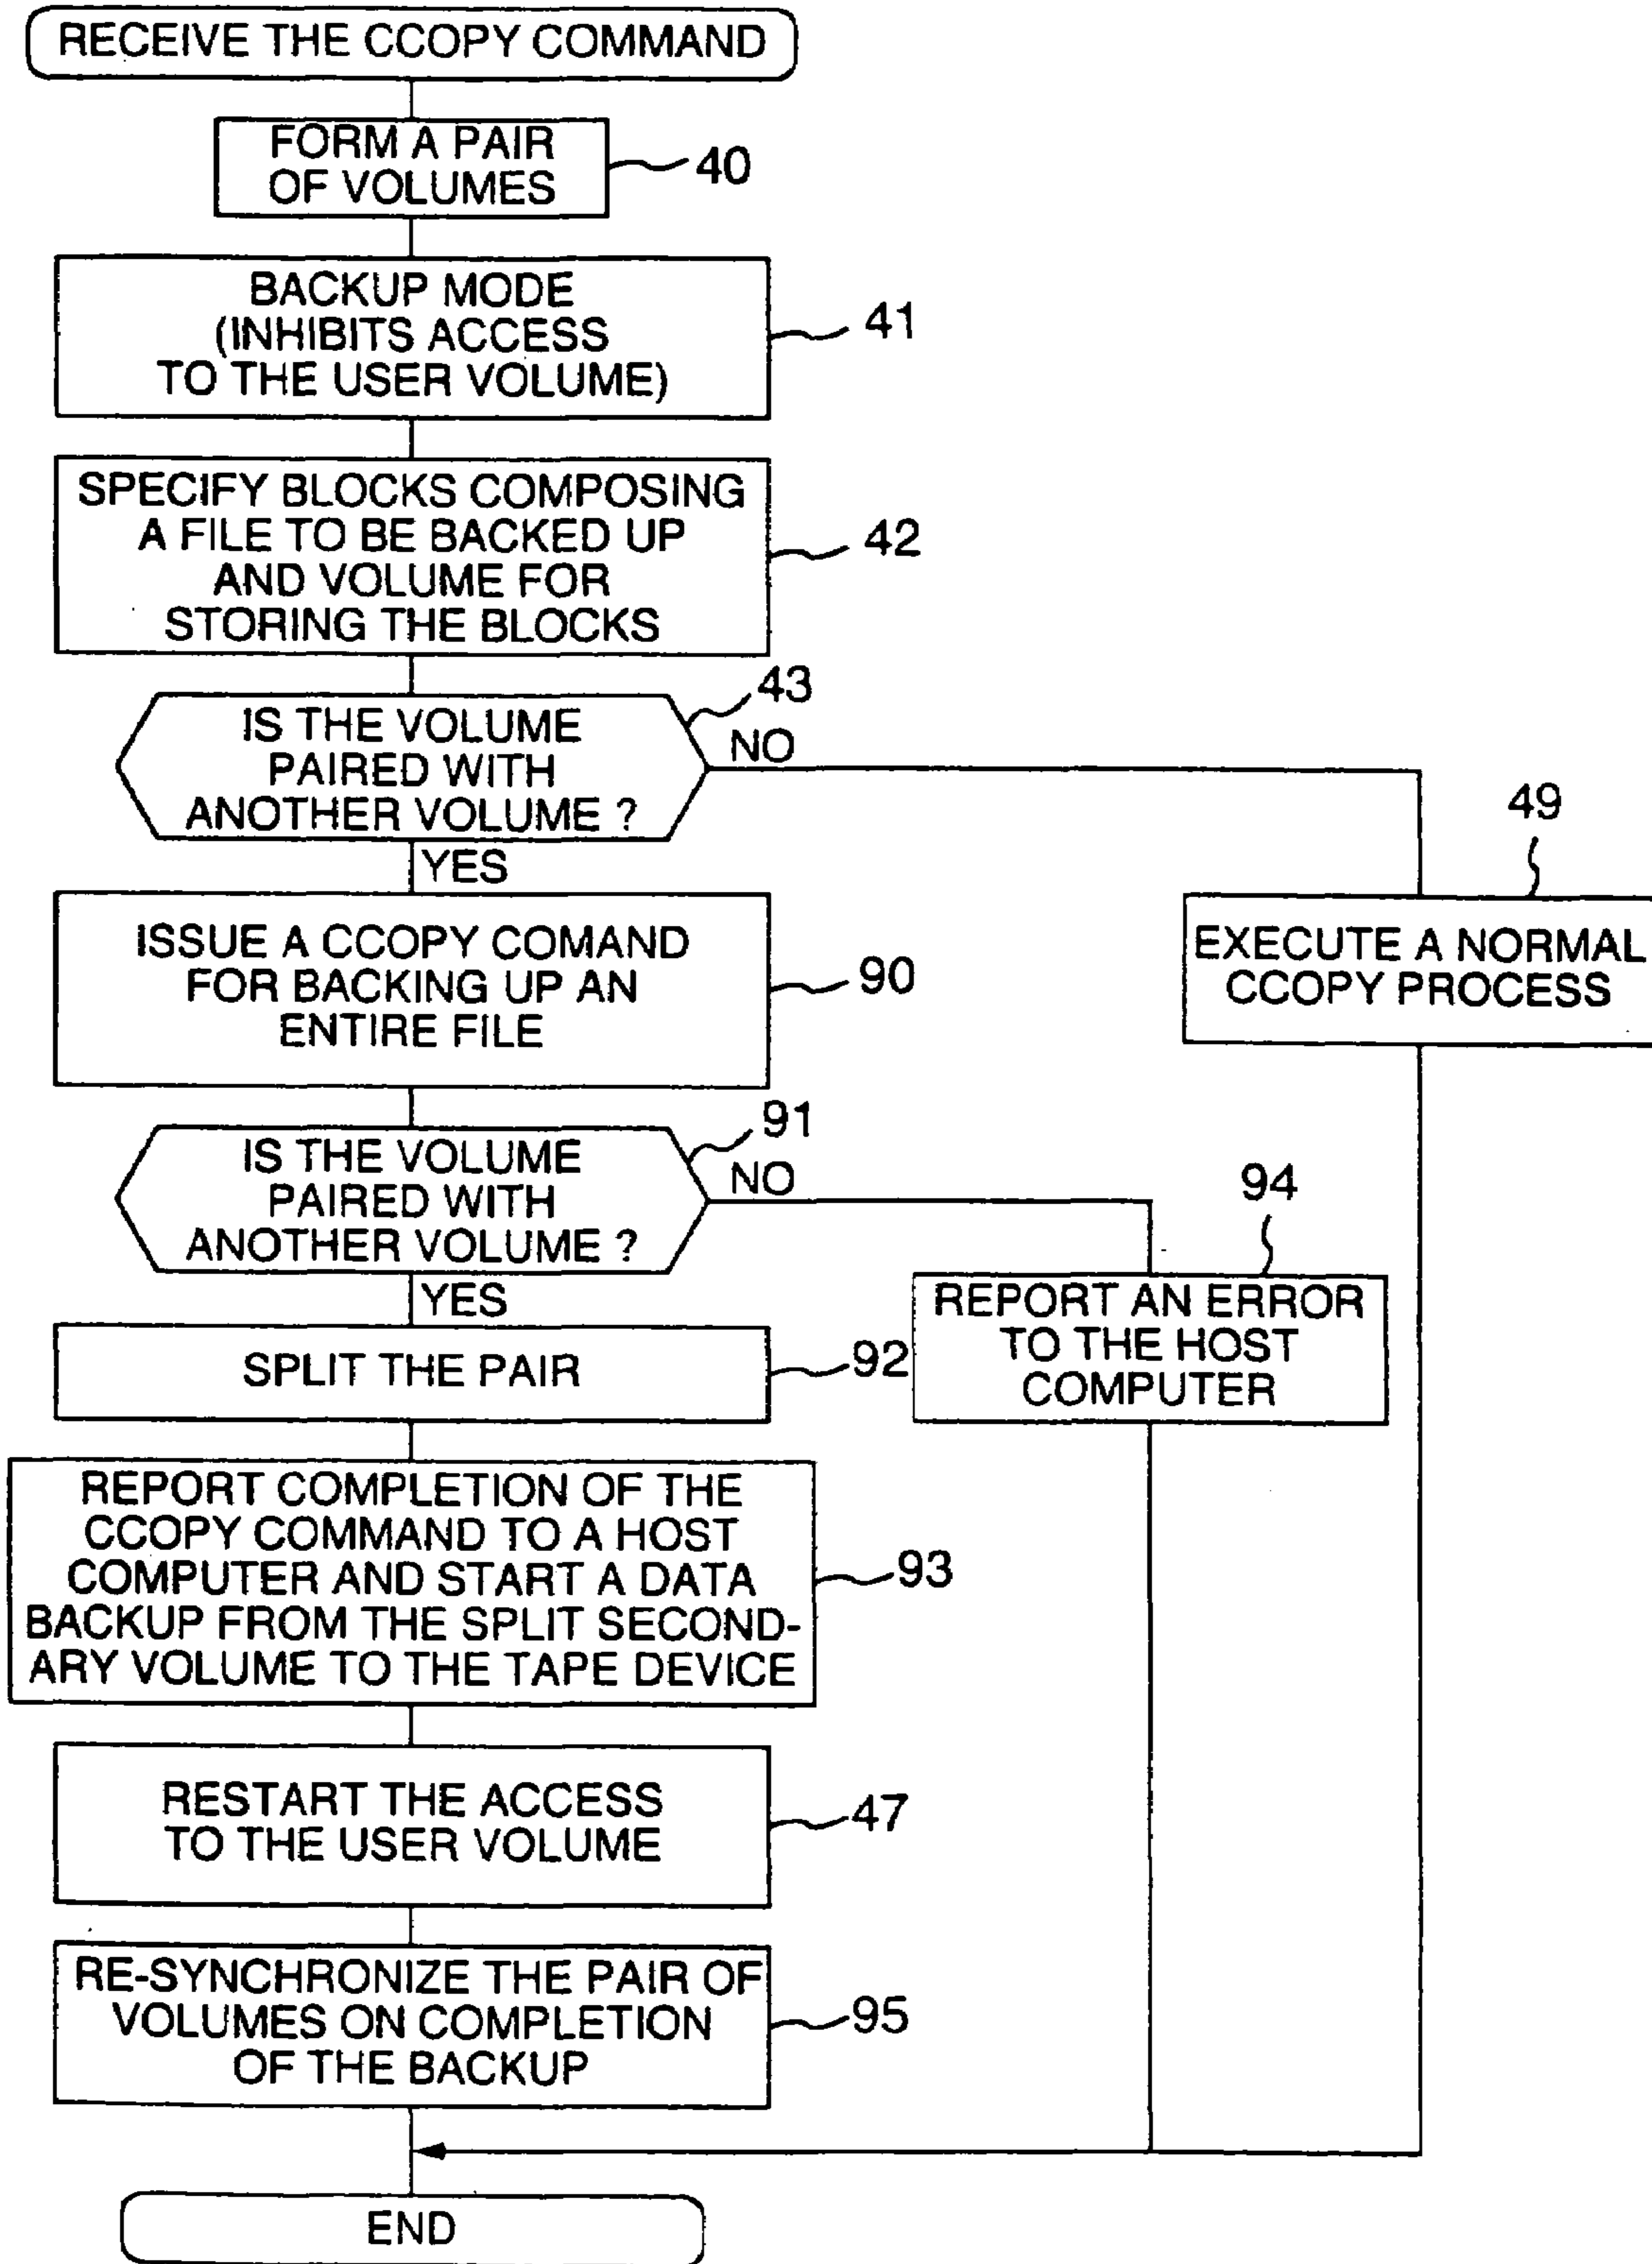 RECEIVE THE CCOPY COMMAND
FORM A PAIR
OF VOLUMES
40
BACKUP MODE
(INHIBITS ACCESS
TO THE USER VOLUME)
41
SPECIFY BLOCKS COMPOSING
A FILE TO BE BACKED UP
AND VOLUME FOR
STORING THE BLOCKS
42
IS THE VOLUME
PAIRED WITH
ANOTHER VOLUME ?
43
NO
YES
49
EXECUTE A NORMAL
CCOPY PROCESS
ISSUE A CCOPY COMAND
FOR BACKING UP AN
ENTIRE FILE
90
IS THE VOLUME
PAIRED WITH
ANOTHER VOLUME ?
91
NO
YES
94
REPORT AN ERROR
TO THE HOST
COMPUTER
SPLIT THE PAIR
92
REPORT COMPLETION OF THE
CCOPY COMMAND TO A HOST
COMPUTER AND START A DATA
BACKUP FROM THE SPLIT SECOND-
ARY VOLUME TO THE TAPE DEVICE
93
RESTART THE ACCESS
TO THE USER VOLUME
47
RE-SYNCHRONIZE THE PAIR OF
VOLUMES ON COMPLETION
OF THE BACKUP
95
END